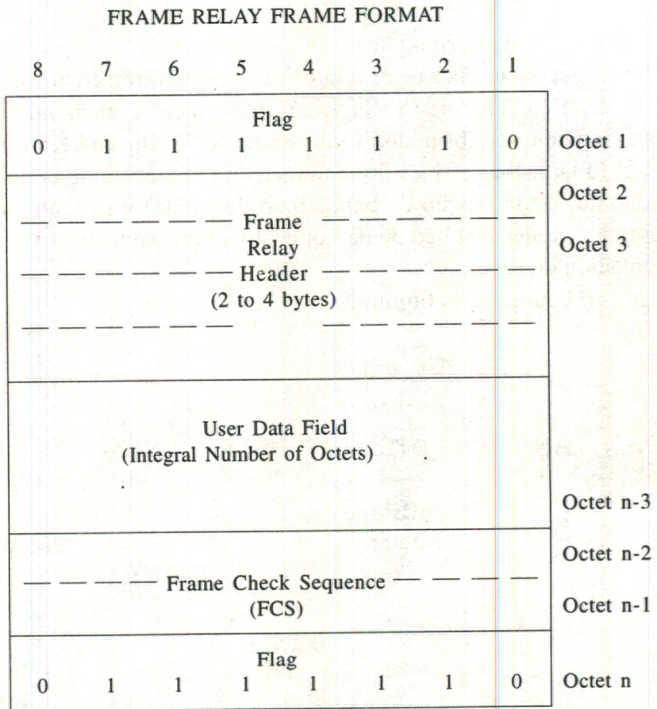 FRAME RELAY FRAME FORMAT
8 7 6 5 4 3 2 1
Flag
0 1 1 1 1 1 1 0 Octet 1
Octet 2
Frame
Relay Octet 3
Header
(2 to 4 bytes)
User Data Field
(Integral Number of Octets)
Octet n-3
Octet n-2
Frame Check Sequence
(FCS) Octet n-1
Flag
0 1 1 1 1 1 1 0 Octet n